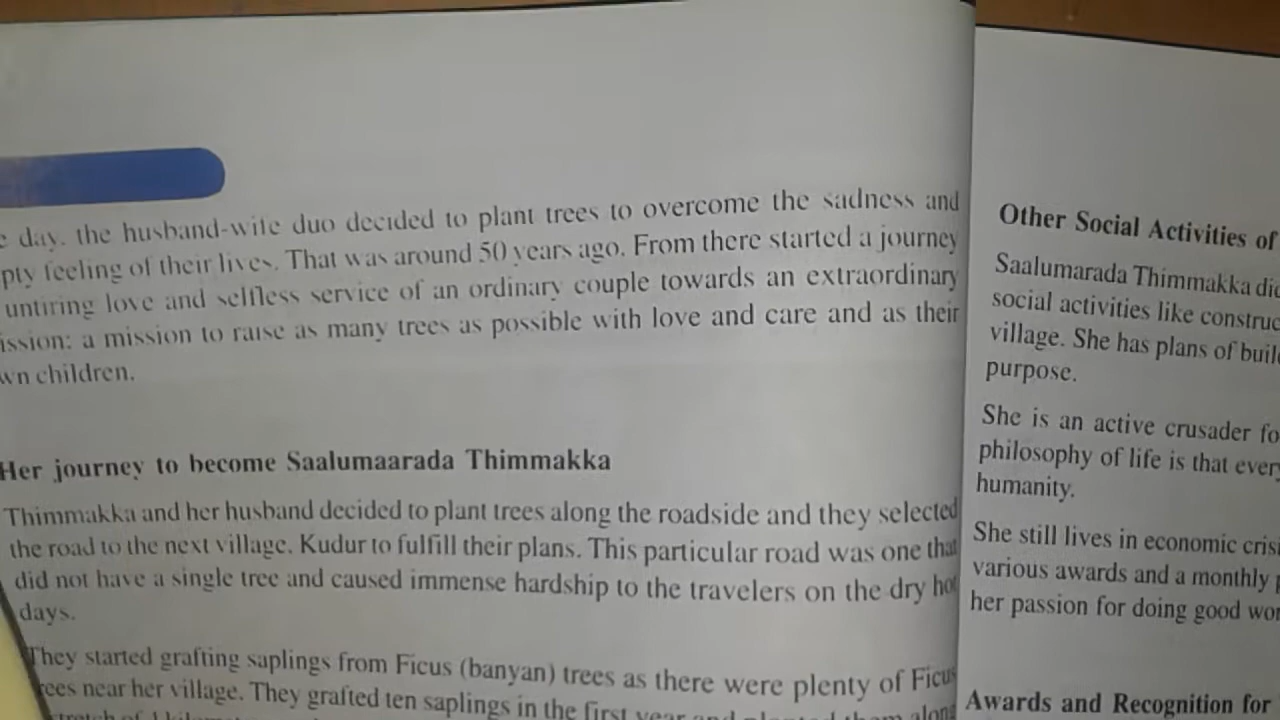 day. the husband-wife duo decided to plant trees to overcome the sadness and
pty feeling of their lives. That was around 50 years ago. From there started a journey
untiring love and selfless service of an ordinary couple towards an extraordinary
ission: a mission to raise as many trees as possible with love and care and as their
wn children.
Her journey to become Saalumaarada Thimmakka
Thimmakka and her husband decided to plant trees along the roadside and they selected
the road to the next village. Kudur to fulfill their plans. This particular road was one that
did not have a single tree and caused immense hardship to the travelers on the dry hot
days.
They started grafting saplings from Ficus (banyan) trees as there were plenty of Ficus
rees near her village. They grafted ten saplings in the first year and planted them along
Other Social Activities of
Saalumarada Thimmakka did
social activities like construc
village. She has plans of build
purpose.
She is an active crusader fo
philosophy of life is that every
humanity.
She still lives in economic crisi
various awards and a monthly p
her passion for doing good wor
Awards and Recognition for